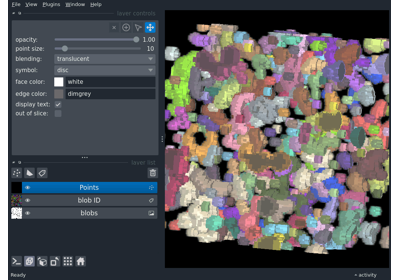 File View Plugins Window Help
layer controls
opacity: 1.00
point size: 10
blending: translucent
symbol: disc
face color: white
edge color: dimgrey
display text:
out of slice:
layer list
Points
blob ID
blobs
Ready
activity